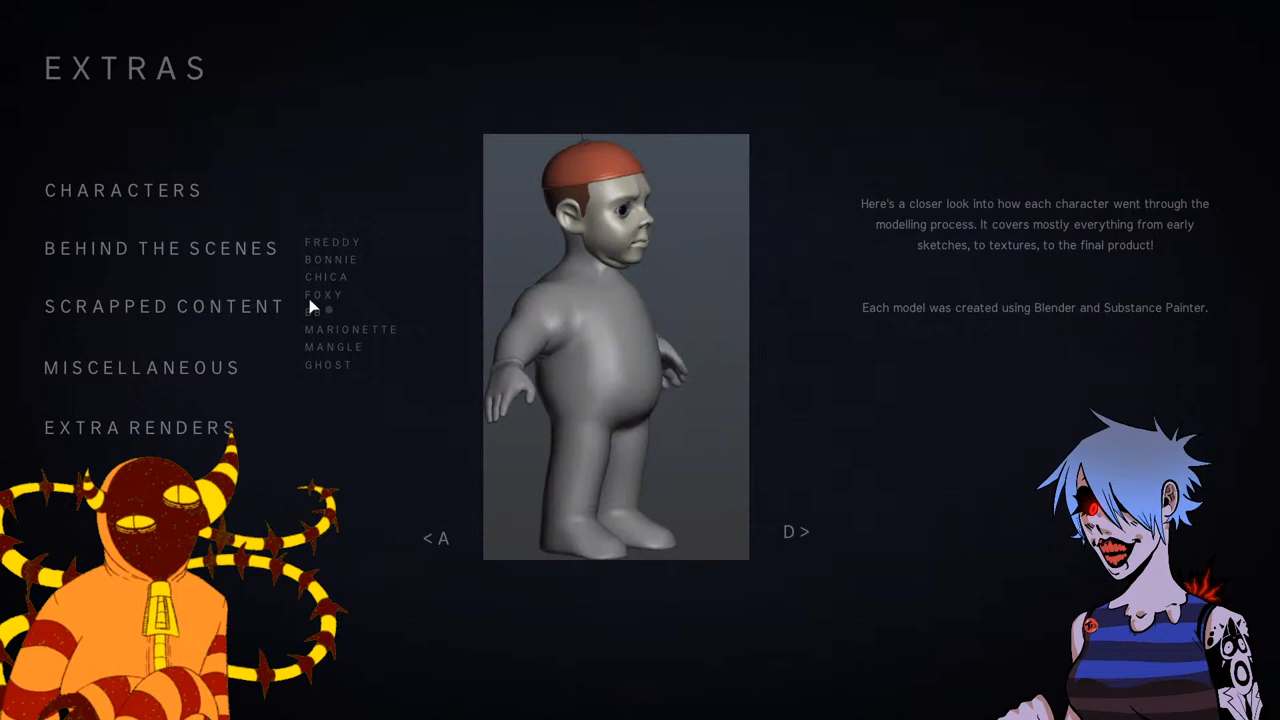 EXTRAS
CHARACTERS
BEHIND THE SCENES
SCRAPPED CONTENT
MISCELLANEOUS
EXTRA RENDERS
FREDDY
BONNIE
CHICA
FOXY
BB
MARIONETTE
MANGLE
GHOST
< A
D >
Here's a closer look into how each character went through the
modelling process. It covers mostly everything from early
sketches, to textures, to the final product!
Each model was created using Blender and Substance Painter.